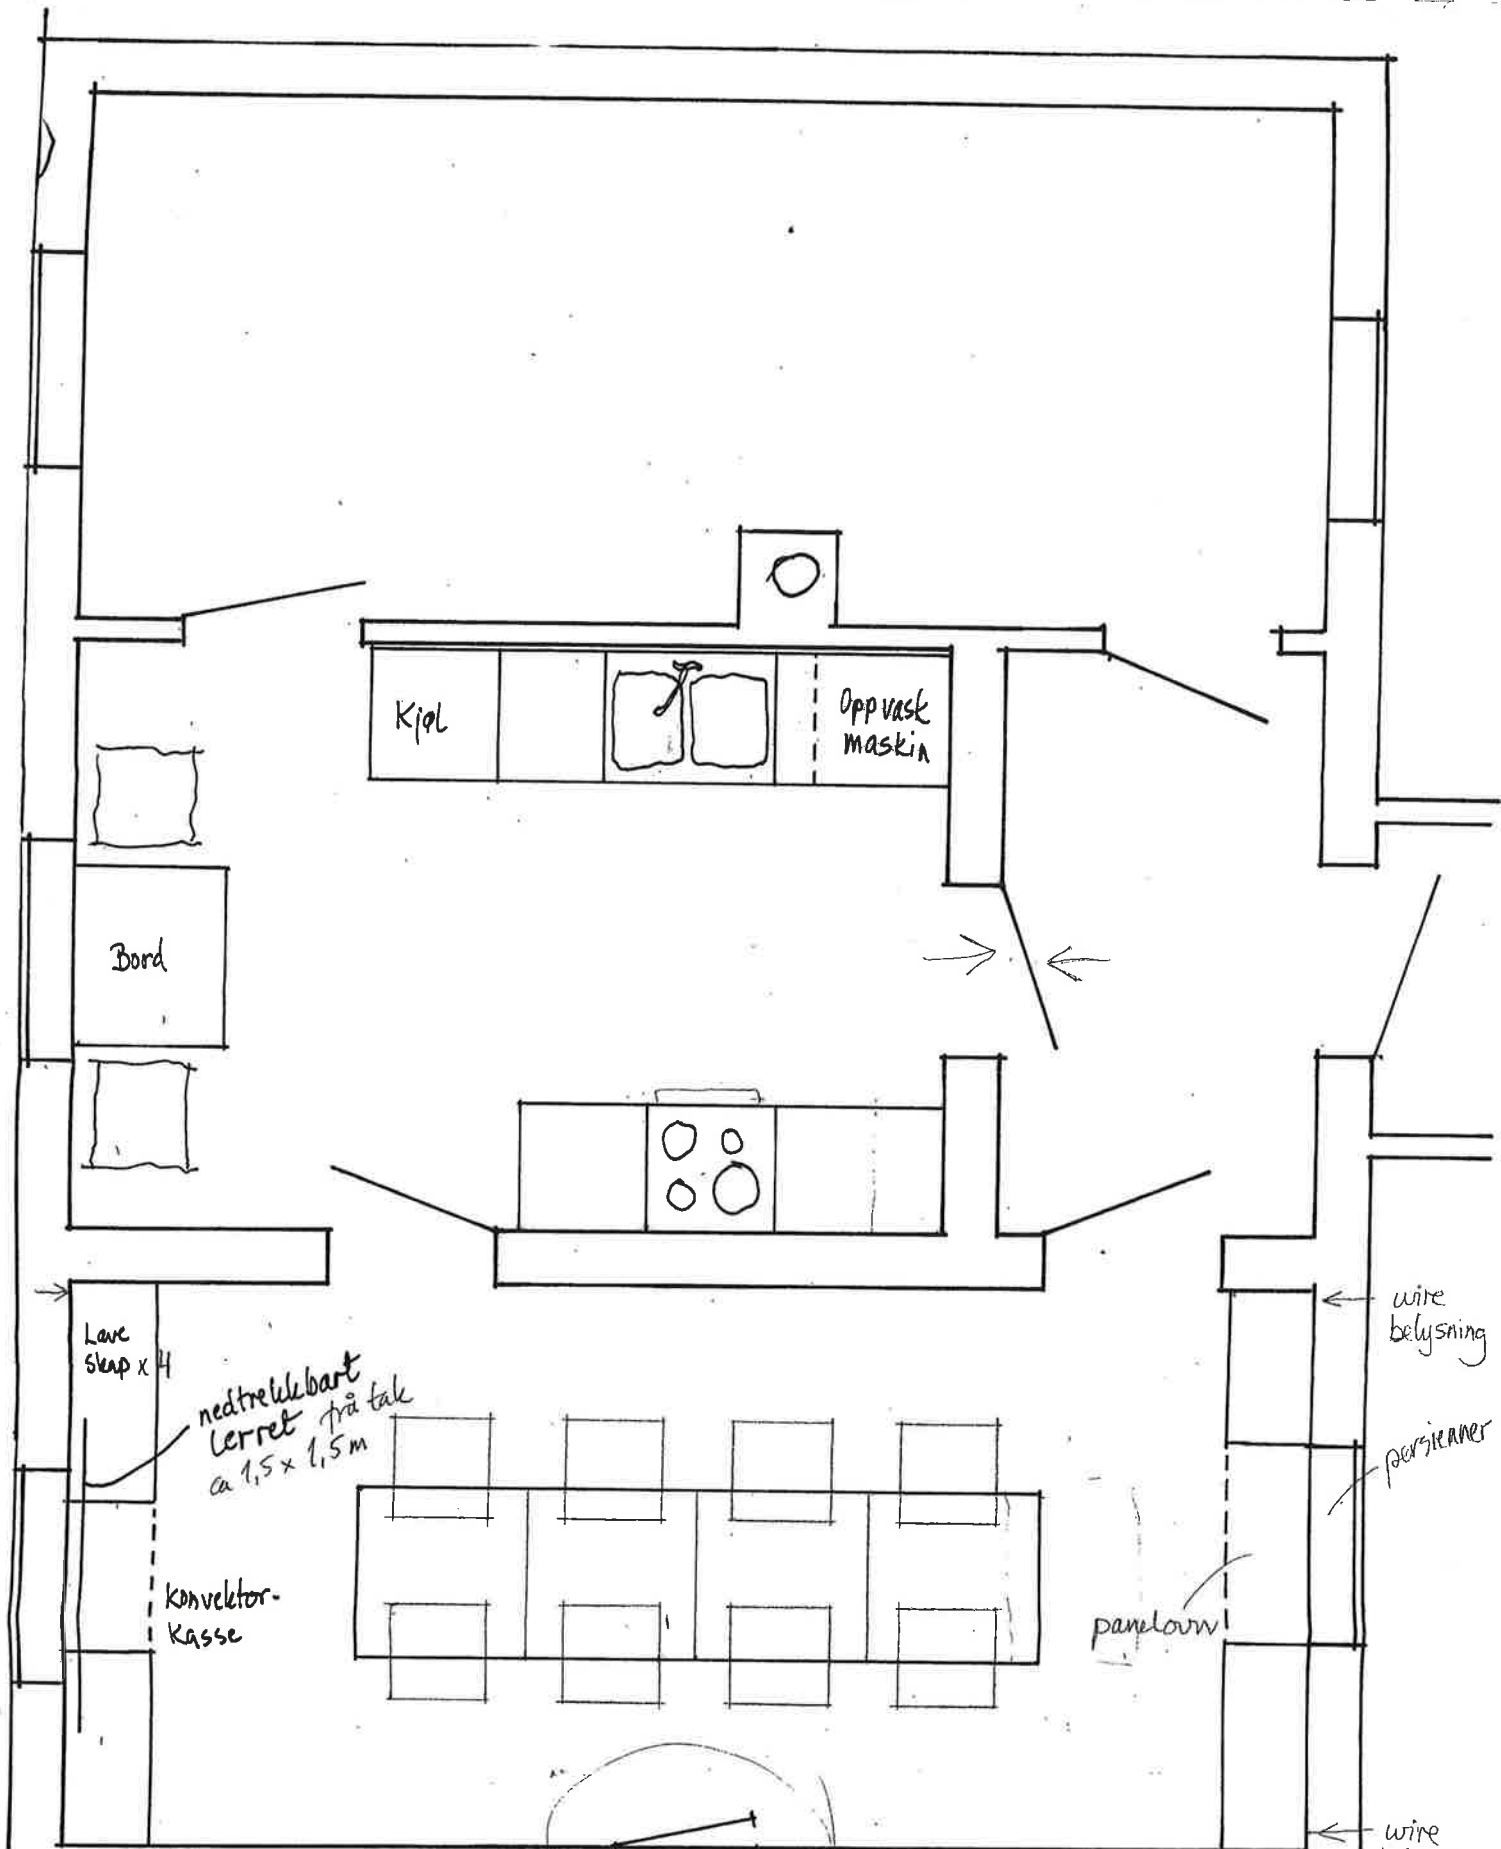 Kjøl
Oppvask
maskin
Bord
Lave
skap x 4
nedtrekkbart
lerret frå tak
ca 1,5 x 1,5 m
konvektor-
kasse
wire
belysning
persienner
panelovn
wire